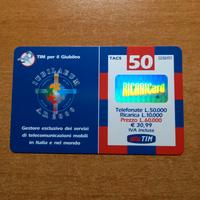 TIM per il Giubileo
IUBILAEUM
A.D. 2000
Gestore esclusivo dei servizi
di telecomunicazioni mobili
in Italia e nel mondo
TACS
50
RICARICard
Telefonate L.50.000
Ricarica L.10.000
Prezzo L.60.000
€ 30,99
IVA inclusa
TIM